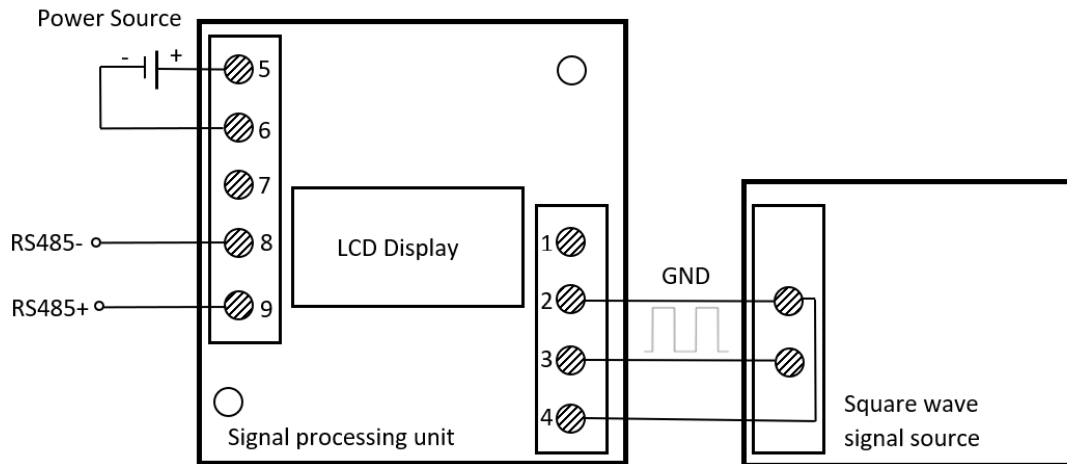 Power Source
- +
5
6
7
RS485- 8
RS485+ 9
LCD Display
1
GND
2
3
4
Signal processing unit
Square wave
signal source